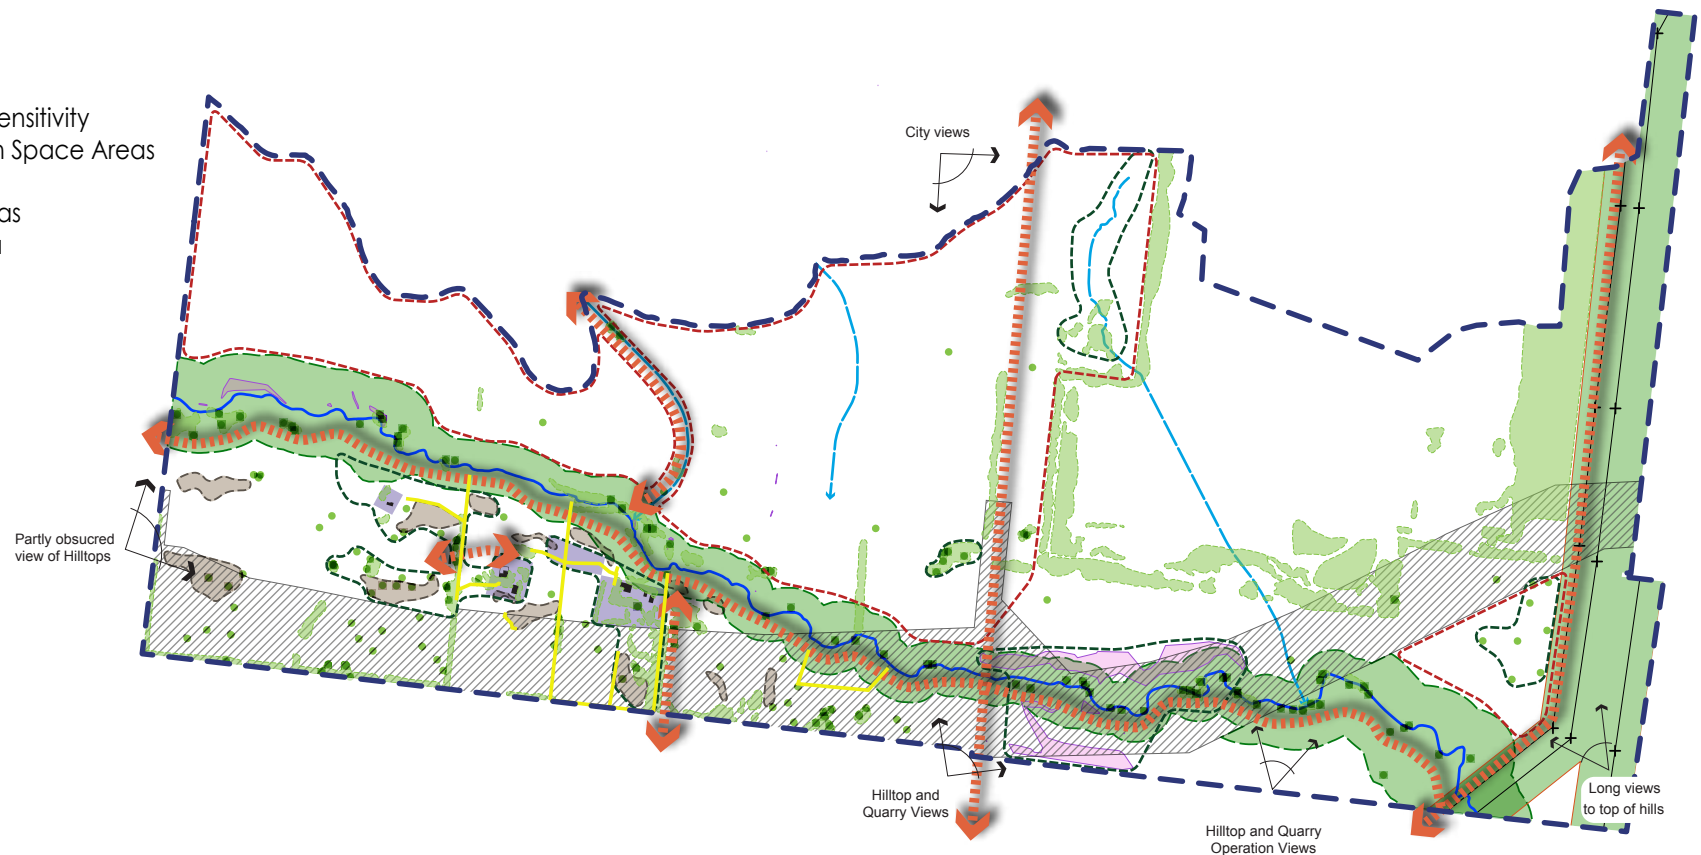 ensitivity
n Space Areas
as
City views
Partly obsucred
view of Hilltops
Hilltop and
Quarry Views
Hilltop and Quarry
Operation Views
Long views
to top of hills